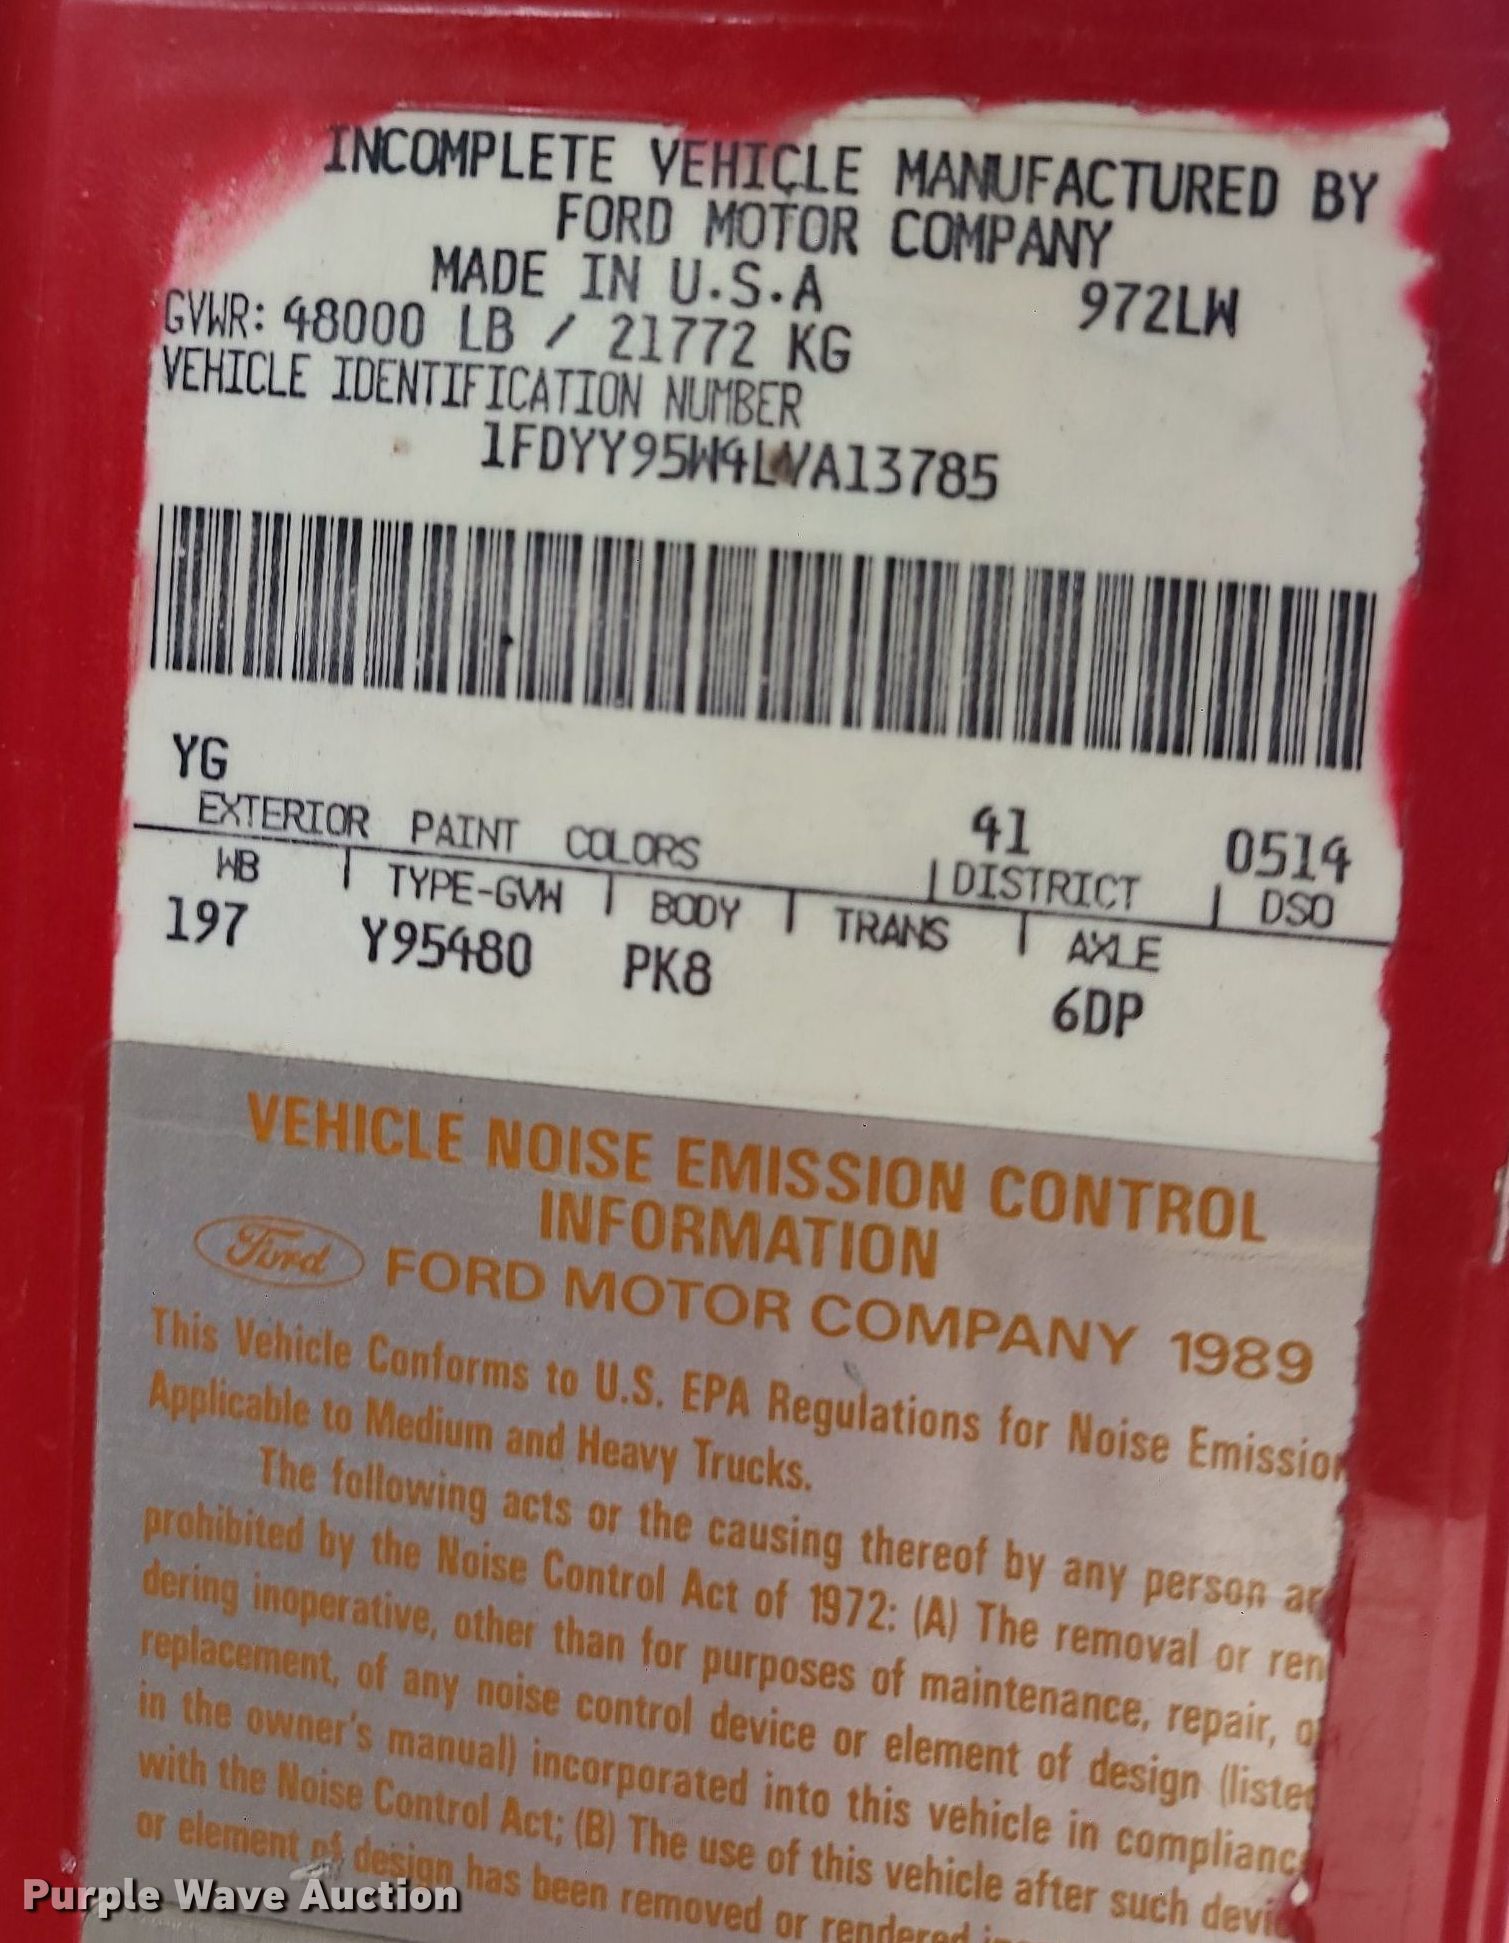 INCOMPLETE VEHICLE MANUFACTURED BY
FORD MOTOR COMPANY
MADE IN U.S.A 972LW
GVWR: 48000 LB / 21772 KG
VEHICLE IDENTIFICATION NUMBER
1FDYY95W4LVA13785
YG 41 0514
EXTERIOR PAINT COLORS | DISTRICT | DSO
WB | TYPE-GVW | BODY | TRANS | AXLE
197 Y95480 PK8 6DP
VEHICLE NOISE EMISSION CONTROL
INFORMATION
Ford FORD MOTOR COMPANY 1989
This Vehicle Conforms to U.S. EPA Regulations for Noise Emission
Applicable to Medium and Heavy Trucks.
The following acts or the causing thereof by any person ar
prohibited by the Noise Control Act of 1972: (A) The removal or ren
dering inoperative, other than for purposes of maintenance, repair, o
replacement, of any noise control device or element of design (listed
in the owner's manual) incorporated into this vehicle in complianc
with the Noise Control Act; (B) The use of this vehicle after such devi
or element of design has been removed or rendered
Purple Wave Auction